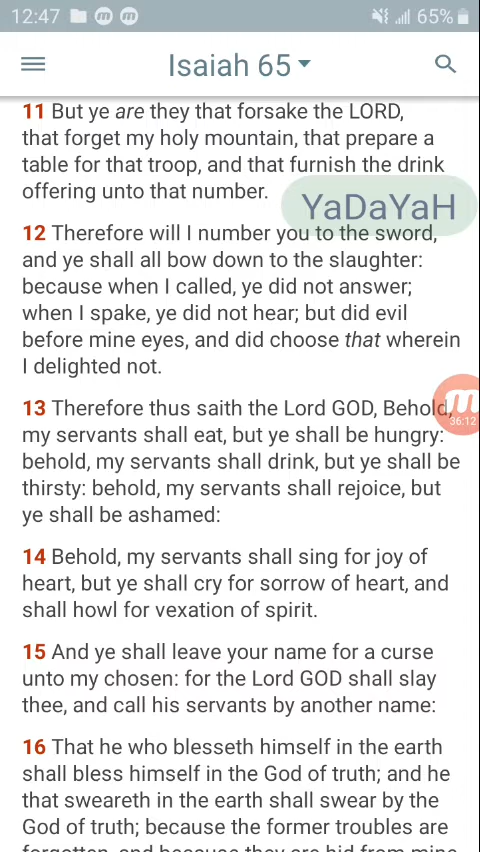 12:47
65%
Isaiah 65
11 But ye are they that forsake the LORD,
that forget my holy mountain, that prepare a
table for that troop, and that furnish the drink
offering unto that number.
YaDaYaH
12 Therefore will I number you to the sword,
and ye shall all bow down to the slaughter:
because when I called, ye did not answer;
when I spake, ye did not hear; but did evil
before mine eyes, and did choose that wherein
I delighted not.
13 Therefore thus saith the Lord GOD, Behold,
my servants shall eat, but ye shall be hungry:
36:12
behold, my servants shall drink, but ye shall be
thirsty: behold, my servants shall rejoice, but
ye shall be ashamed:
14 Behold, my servants shall sing for joy of
heart, but ye shall cry for sorrow of heart, and
shall howl for vexation of spirit.
15 And ye shall leave your name for a curse
unto my chosen: for the Lord GOD shall slay
thee, and call his servants by another name:
16 That he who blesseth himself in the earth
shall bless himself in the God of truth; and he
that sweareth in the earth shall swear by the
God of truth; because the former troubles are
forgotten, and because they are hid from mine